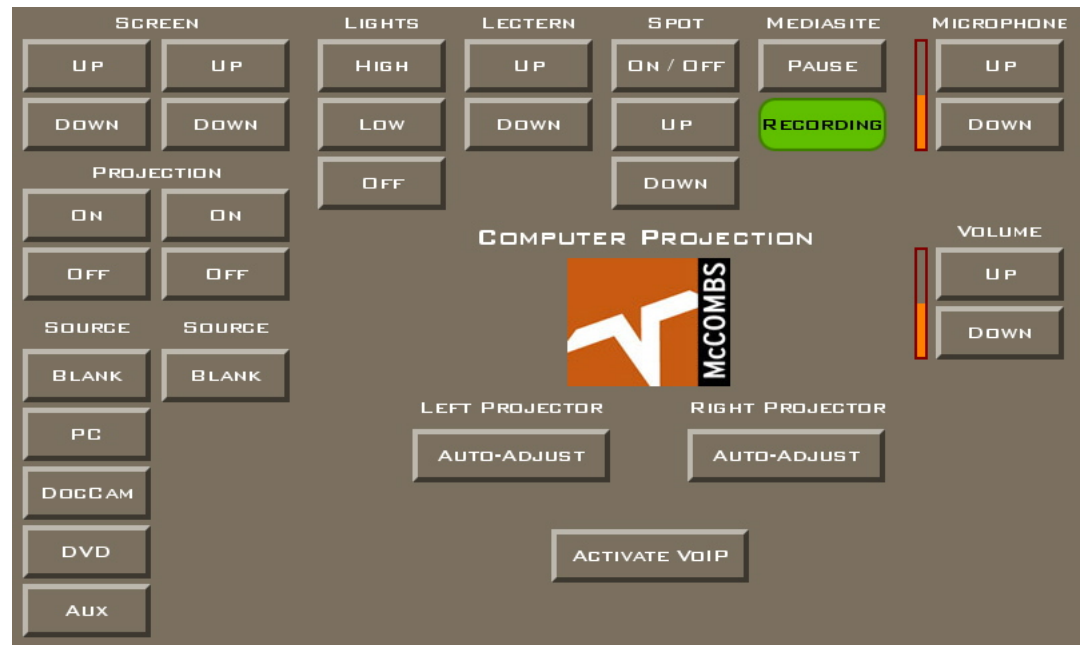 SCREEN LIGHTS LECTERN SPOT MEDIASITE MICROPHONE
UP UP HIGH UP ON / OFF PAUSE UP
DOWN DOWN LOW DOWN UP RECORDING DOWN
PROJECTION OFF DOWN
ON ON
COMPUTER PROJECTION VOLUME
OFF OFF UP
McCOMBS
SOURCE SOURCE DOWN
BLANK BLANK
LEFT PROJECTOR RIGHT PROJECTOR
PC AUTO-ADJUST AUTO-ADJUST
DOCCAM
DVD ACTIVATE VOIP
AUX